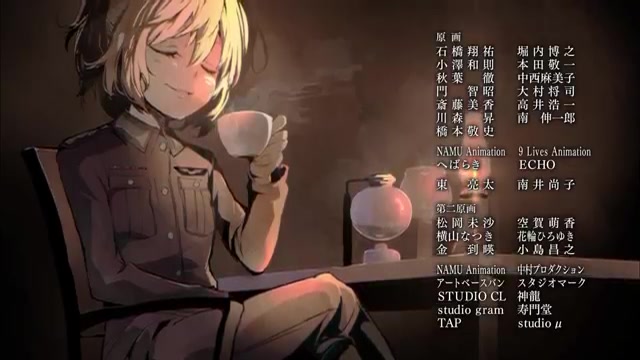 原画
石橋翔祐 堀内博之
小澤和則 本田敬一
秋葉 徹 中西麻美子
門 智昭 大村将司
斎藤美香 高井浩一
川森 昇 南 伸一郎
橋本敬史
NAMU Animation 9 Lives Animation
へばらき ECHO
東 亮太 南井尚子
第二原画
松岡未沙 空賀萌香
横山なつき 花輪ひろゆき
金 到暎 小島昌之
NAMU Animation 中村プロダクション
アートベースバン スタジオマーク
STUDIO CL 神龍
studio gram 寿門堂
TAP studio μ